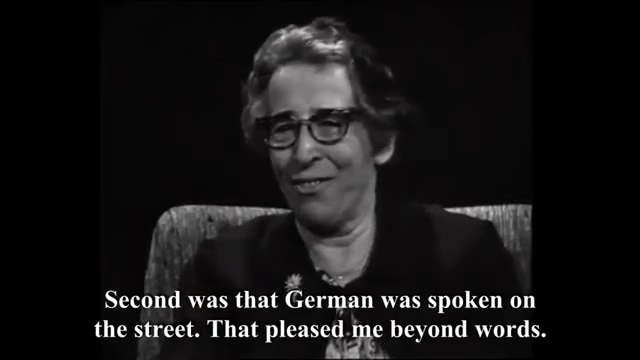 Second was that German was spoken on
the street. That pleased me beyond words.